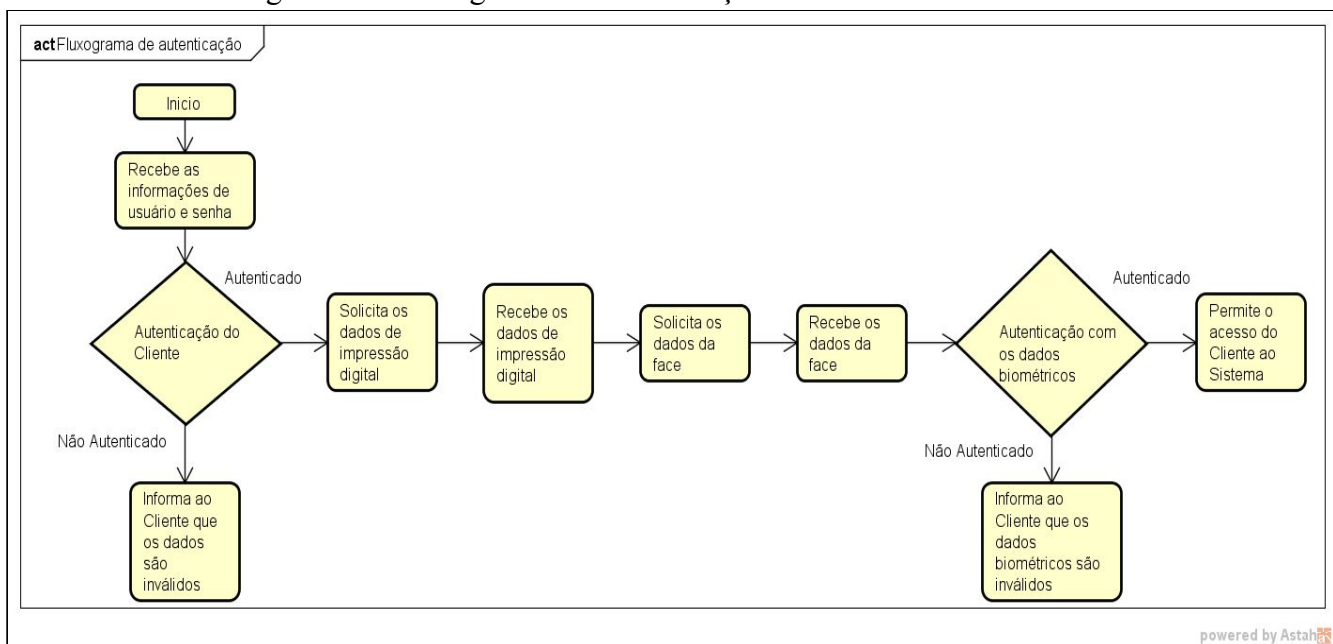 act Fluxograma de autenticação
Inicio
Recebe as
informações de
usuário e senha
Autenticação do
Cliente
Autenticado
Não Autenticado
Informa ao
Cliente que
os dados
são
inválidos
Solicita os
dados de
impressão
digital
Recebe os
dados de
impressão
digital
Solicita os
dados da
face
Recebe os
dados da
face
Autenticação com
os dados
biométricos
Autenticado
Permite o
acesso do
Cliente ao
Sistema
Não Autenticado
Informa ao
Cliente que os
dados
biométricos são
inválidos
powered by Astah